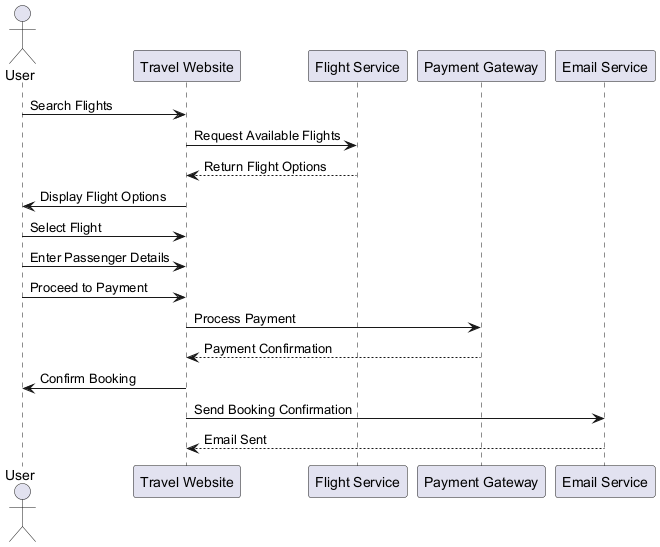 User
Travel Website
Flight Service
Payment Gateway
Email Service
Search Flights
Request Available Flights
Return Flight Options
Display Flight Options
Select Flight
Enter Passenger Details
Proceed to Payment
Process Payment
Payment Confirmation
Confirm Booking
Send Booking Confirmation
Email Sent
User
Travel Website
Flight Service
Payment Gateway
Email Service